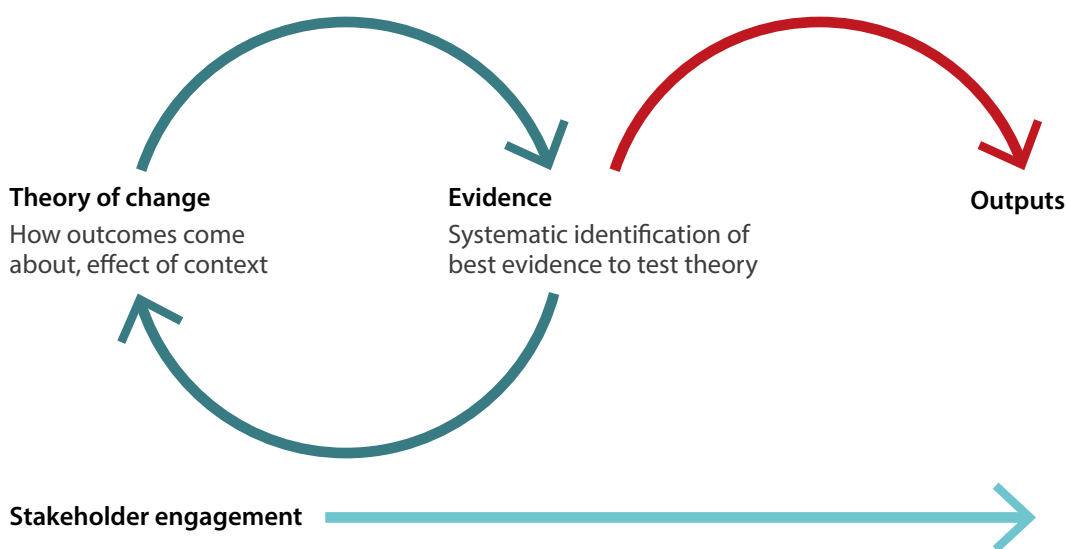 Theory of change
How outcomes come
about, effect of context
Evidence
Systematic identification of
best evidence to test theory
Outputs
Stakeholder engagement